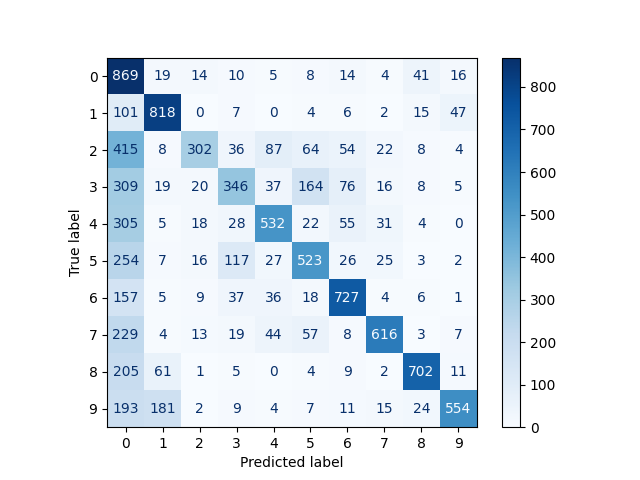 0 869 19 14 10 5 8 14 4 41 16
1 101 818 0 7 0 4 6 2 15 47
2 415 8 302 36 87 64 54 22 8 4
3 309 19 20 346 37 164 76 16 8 5
4 305 5 18 28 532 22 55 31 4 0
5 254 7 16 117 27 523 26 25 3 2
6 157 5 9 37 36 18 727 4 6 1
7 229 4 13 19 44 57 8 616 3 7
8 205 61 1 5 0 4 9 2 702 11
9 193 181 2 9 4 7 11 15 24 554
0 1 2 3 4 5 6 7 8 9
Predicted label
True label
800
700
600
500
400
300
200
100
0